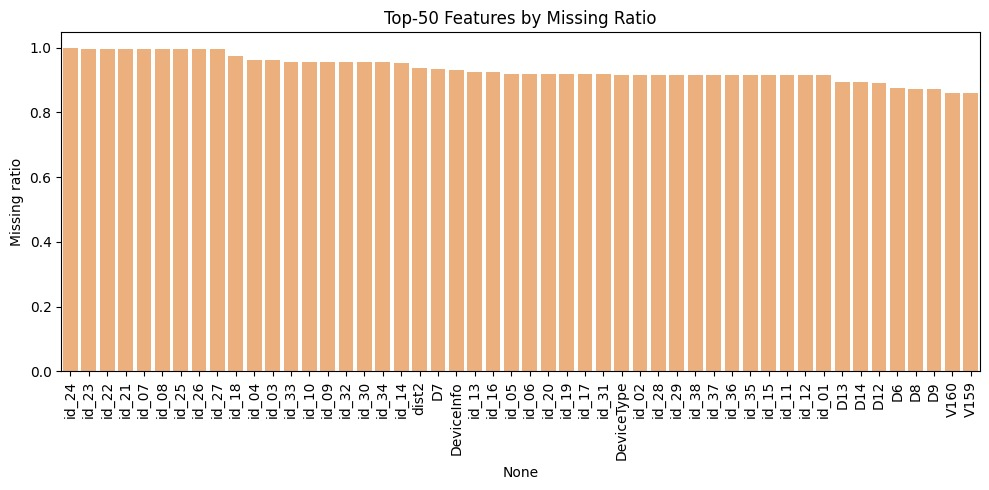 Top-50 Features by Missing Ratio
Missing ratio
1.0
0.8
0.6
0.4
0.2
0.0
id_24
id_23
id_22
id_21
id_07
id_08
id_25
id_26
id_27
id_18
id_04
id_03
id_33
id_10
id_09
id_32
id_30
id_34
id_14
dist2
D7
DeviceInfo
id_13
id_16
id_05
id_06
id_20
id_19
id_17
id_31
DeviceType
id_02
id_28
id_29
id_38
id_37
id_36
id_35
id_15
id_11
id_12
id_01
D13
D14
D12
D6
D8
D9
V160
V159
None